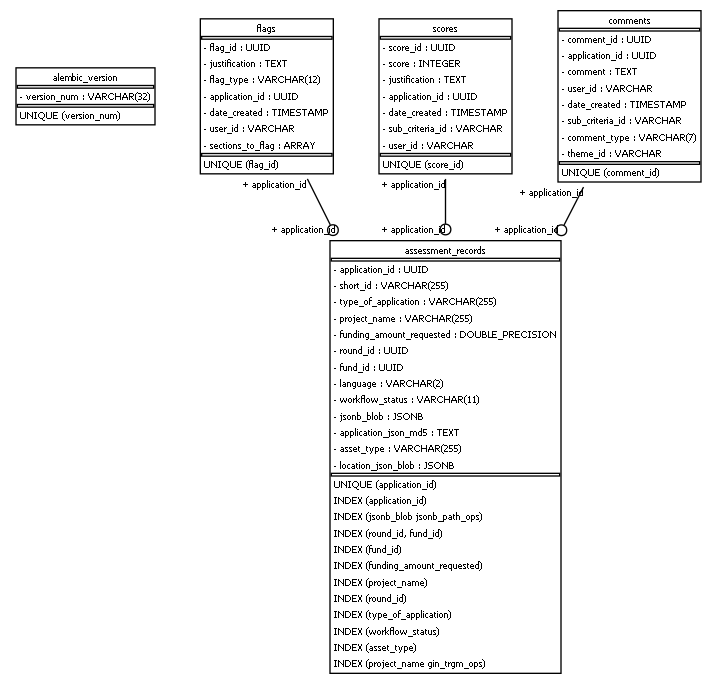 alembic_version
- version_num : VARCHAR(32)
UNIQUE (version_num)
flags
- flag_id : UUID
- justification : TEXT
- flag_type : VARCHAR(12)
- application_id : UUID
- date_created : TIMESTAMP
- user_id : VARCHAR
- sections_to_flag : ARRAY
UNIQUE (flag_id)
scores
- score_id : UUID
- score : INTEGER
- justification : TEXT
- application_id : UUID
- date_created : TIMESTAMP
- sub_criteria_id : VARCHAR
- user_id : VARCHAR
UNIQUE (score_id)
comments
- comment_id : UUID
- application_id : UUID
- comment : TEXT
- user_id : VARCHAR
- date_created : TIMESTAMP
- sub_criteria_id : VARCHAR
- comment_type : VARCHAR(7)
- theme_id : VARCHAR
UNIQUE (comment_id)
+ application_id
+ application_id
+ application_id
+ application_id
+ application_id
+ application_id
assessment_records
- application_id : UUID
- short_id : VARCHAR(255)
- type_of_application : VARCHAR(255)
- project_name : VARCHAR(255)
- funding_amount_requested : DOUBLE_PRECISION
- round_id : UUID
- fund_id : UUID
- language : VARCHAR(2)
- workflow_status : VARCHAR(11)
- jsonb_blob : JSONB
- application_json_md5 : TEXT
- asset_type : VARCHAR(255)
- location_json_blob : JSONB
UNIQUE (application_id)
INDEX (application_id)
INDEX (jsonb_blob jsonb_path_ops)
INDEX (round_id, fund_id)
INDEX (fund_id)
INDEX (funding_amount_requested)
INDEX (project_name)
INDEX (round_id)
INDEX (type_of_application)
INDEX (workflow_status)
INDEX (asset_type)
INDEX (project_name gin_trgm_ops)